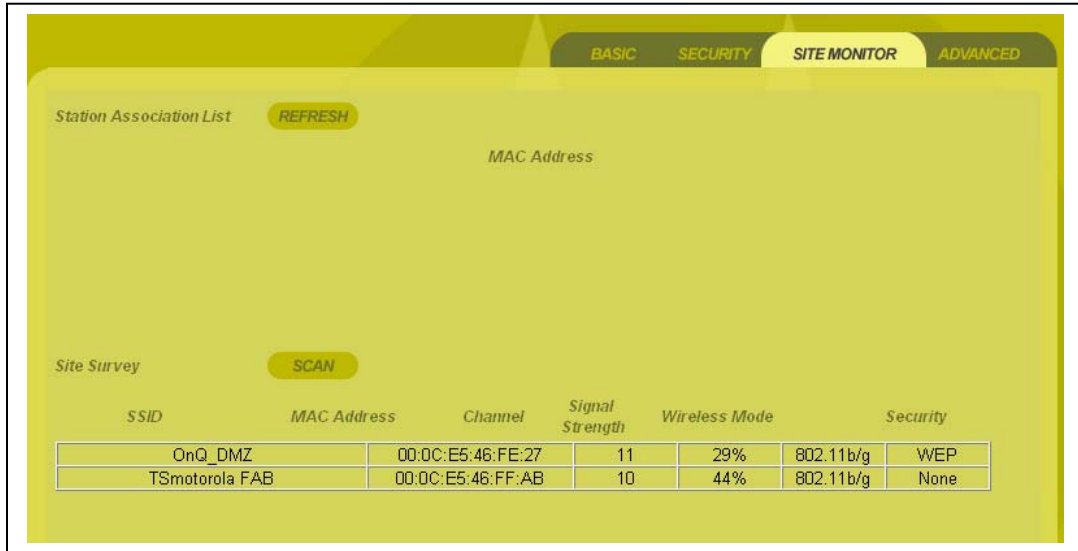 BASIC SECURITY SITE MONITOR ADVANCED
Station Association List REFRESH
MAC Address
Site Survey SCAN
SSID MAC Address Channel Signal Strength Wireless Mode Security
OnQ_DMZ 00:0C:E5:46:FE:27 11 29% 802.11b/g WEP
TSmotorola FAB 00:0C:E5:46:FF:AB 10 44% 802.11b/g None